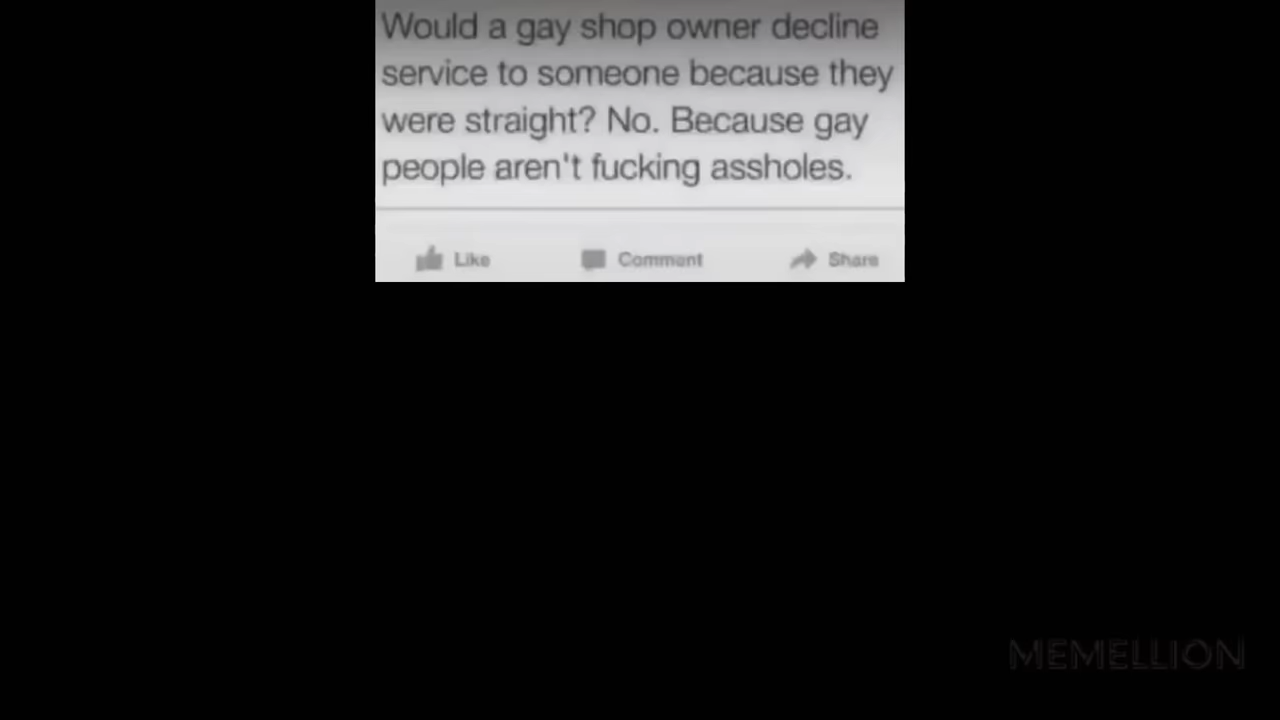 Would a gay shop owner decline
service to someone because they
were straight? No. Because gay
people aren't fucking assholes.
Like Comment Share
MEMELLION